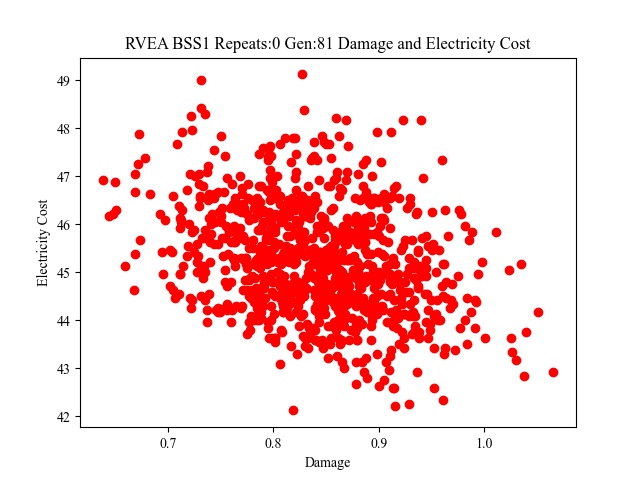 RVEA BSS1 Repeats:0 Gen:81 Damage and Electricity Cost
49
48
47
46
45
44
43
42
Electricity Cost
0.7 0.8 0.9 1.0
Damage